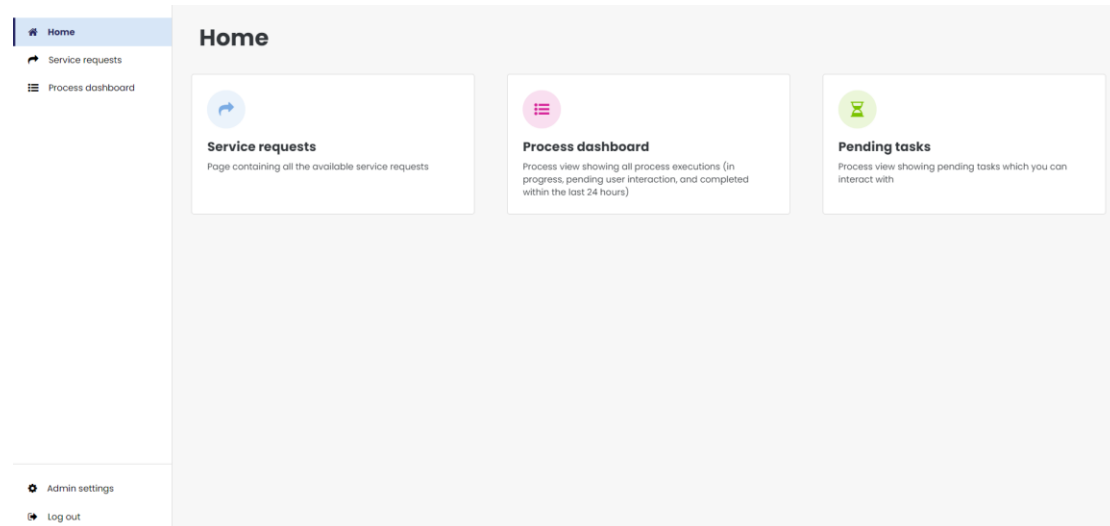 Home
Service requests
Process dashboard
Admin settings
Log out
Home
Service requests
Page containing all the available service requests
Process dashboard
Process view showing all process executions (in
progress, pending user interaction, and completed
within the last 24 hours)
Pending tasks
Process view showing pending tasks which you can
interact with